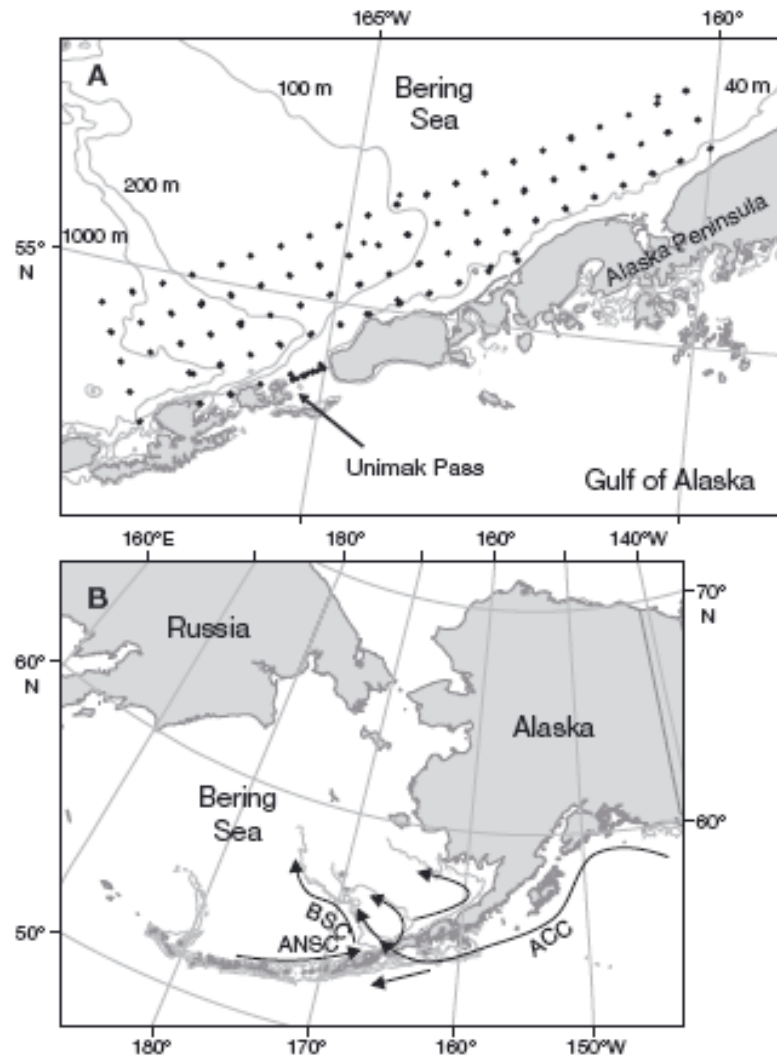 165°W
160°
A
100 m
Bering
Sea
40 m
200 m
1000 m
55°
N
Alaska Peninsula
Unimak Pass
Gulf of Alaska
160°E
180°
160°
140°W
B
70°
N
Russia
60°
N
Alaska
Bering
Sea
60°
BSC
ANSC
ACC
50°
180°
170°
160°
150°W